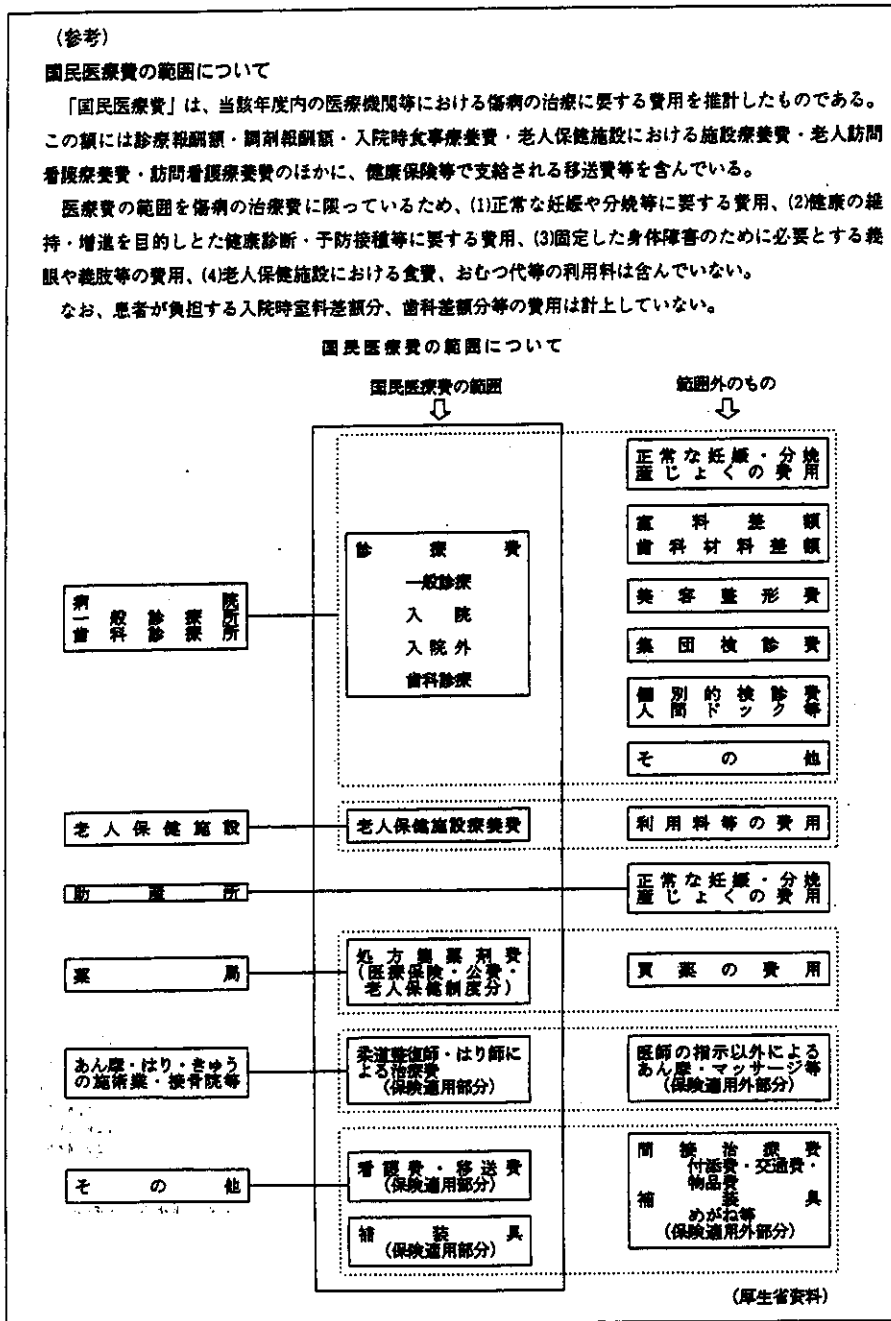 (参考)
国民医療費の範囲について
「国民医療費」は、当該年度内の医療機関等における傷病の治療に要する費用を推計したものである。
この額には診療報酬額・調剤報酬額・入院時食事療養費・老人保健施設における施設療養費・老人訪問
看護療養費・訪問看護療養費のほかに、健康保険等で支給される移送費等を含んでいる。
医療費の範囲を傷病の治療費に限っているため、(1)正常な妊娠や分娩等に要する費用、(2)健康の維
持・増進を目的しとた健康診断・予防接種等に要する費用、(3)固定した身体障害のために必要とする義
眼や義肢等の費用、(4)老人保健施設における食費、おむつ代等の利用料は含んでいない。
なお、患者が負担する入院時室料差額分、歯科差額分等の費用は計上していない。
国民医療費の範囲について
国民医療費の範囲
範囲外のもの
正常な妊娠・分娩
産じょくの費用
室料差額
歯科材料差額
診療費
一般診療
入院
入院外
歯科診療
病院
一般診療所
歯科診療所
美容整形費
集団検診費
個別的検診費
人間ドック等
その他
老人保健施設
老人保健施設療養費
利用料等の費用
助産所
正常な妊娠・分娩
産じょくの費用
薬局
処方箋薬剤費
(医療保険・公費・
老人保健制度分)
買薬の費用
あん摩・はり・きゅう
の施術業・接骨院等
柔道整復師・はり師に
よる治療費
(保険適用部分)
医師の指示以外による
あん摩・マッサージ等
(保険適用外部分)
その他
看護費・移送費
(保険適用部分)
補装具
(保険適用部分)
間接治療費
付添費・交通費・
物品費
補装具
めがね等
(保険適用外部分)
(厚生省資料)